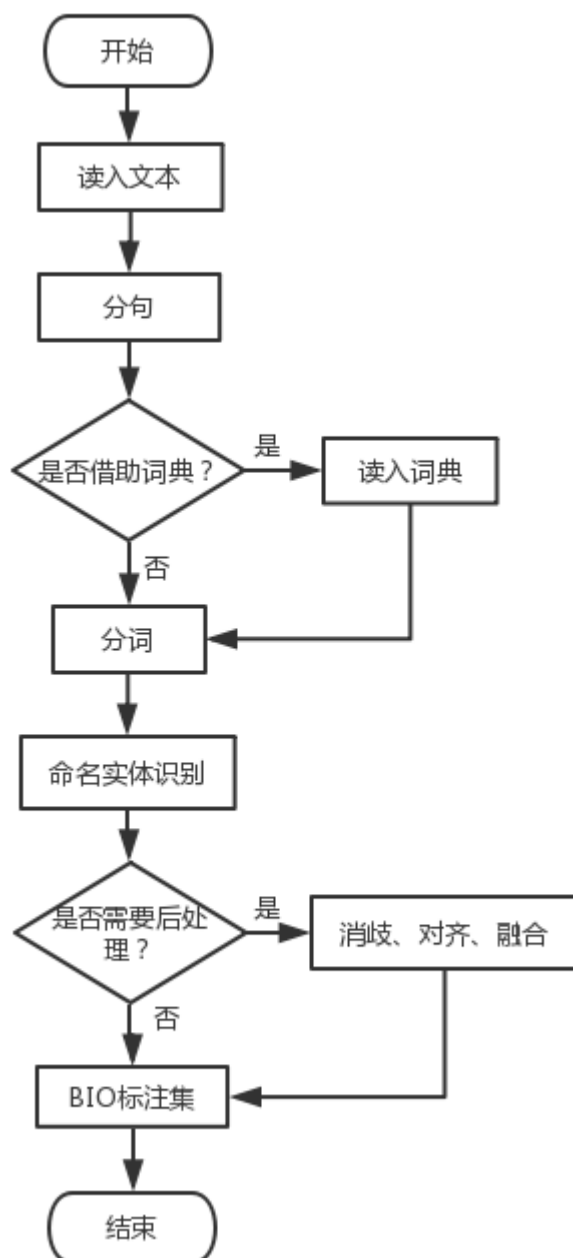 开始
读入文本
分句
是否借助词典？
是
读入词典
否
分词
命名实体识别
是否需要后处
理？
是
消歧、对齐、融合
否
BIO标注集
结束